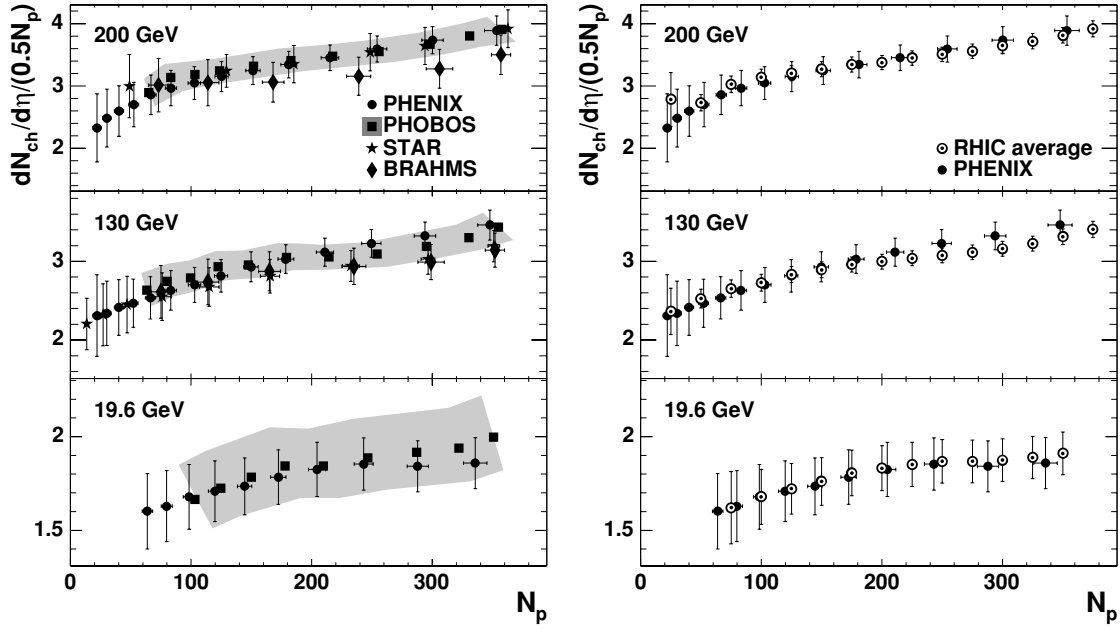 dN_ch/dη/(0.5N_p)
4
3
2
200 GeV
PHENIX
PHOBOS
STAR
BRAHMS
3
2
130 GeV
2
1.5
19.6 GeV
0 100 200 300
N_p
dN_ch/dη/(0.5N_p)
4
3
2
200 GeV
RHIC average
PHENIX
3
2
130 GeV
2
1.5
19.6 GeV
0 100 200 300
N_p